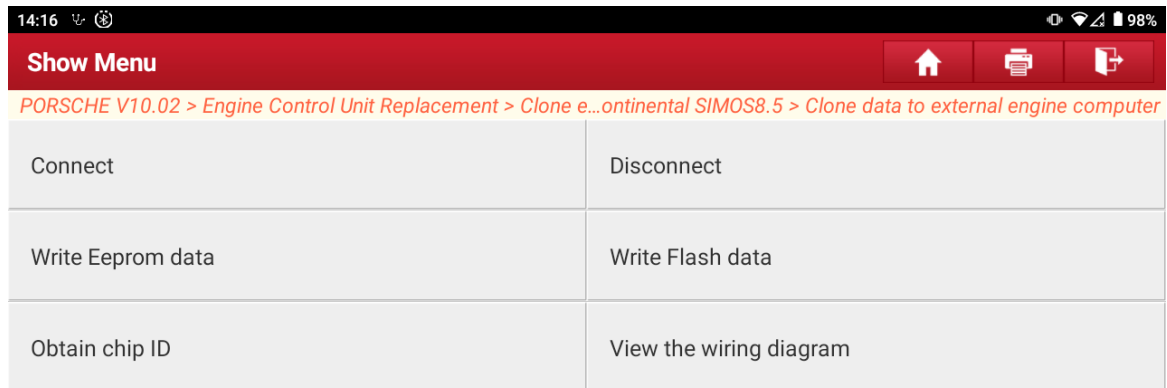 14:16 98%
Show Menu
PORSCHE V10.02 > Engine Control Unit Replacement > Clone e...ontinental SIMOS8.5 > Clone data to external engine computer
Connect Disconnect
Write Eeprom data Write Flash data
Obtain chip ID View the wiring diagram